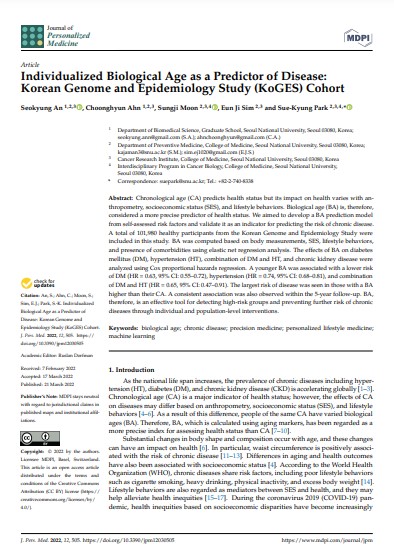 Journal of
Personalized
Medicine
MDPI
Article
Individualized Biological Age as a Predictor of Disease:
Korean Genome and Epidemiology Study (KoGES) Cohort
Seokyung An 1,2,3, Choonghyun Ahn 1,2,3, Sungji Moon 2,3,4, Eun Ji Sim 2,3 and Sue-Kyung Park 2,3,4,*
1 Department of Biomedical Science, Graduate School, Seoul National University, Seoul 03080, Korea;
(S.A.); (C.A.)
2 Department of Preventive Medicine, College of Medicine, Seoul National University, Seoul 03080, Korea;
(S.M.); (E.J.S.)
3 Cancer Research Institute, College of Medicine, Seoul National University, Seoul 03080, Korea
4 Interdisciplinary Program in Cancer Biology, College of Medicine, Seoul National University,
Seoul 03080, Korea
* Correspondence: suepark@snu.ac.kr; Tel.: +82-2-740-8338
Abstract: Chronological age (CA) predicts health status but its impact on health varies with an-
thropometry, socioeconomic status (SES), and lifestyle behaviors. Biological age (BA) is, therefore,
considered a more precise predictor of health status. We aimed to develop a BA prediction model
from self-assessed risk factors and validate it as an indicator for predicting the risk of chronic disease.
A total of 101,980 healthy participants from the Korean Genome and Epidemiology Study were
included in this study. BA was computed based on body measurements, SES, lifestyle behaviors,
and presence of comorbidities using elastic net regression analysis. The effects of BA on diabetes
mellitus (DM), hypertension (HT), combination of DM and HT, and chronic kidney disease were
analyzed using Cox proportional hazards regression. A younger BA was associated with a lower risk
of DM (HR = 0.63, 95% CI: 0.55–0.72), hypertension (HR = 0.74, 95% CI: 0.68–0.81), and combination
of DM and HT (HR = 0.65, 95% CI: 0.47–0.91). The largest risk of disease was seen in those with a BA
higher than their CA. A consistent association was also observed within the 5-year follow-up. BA,
therefore, is an effective tool for detecting high-risk groups and preventing further risk of chronic
diseases through individual and population-level interventions.
Keywords: biological age; chronic disease; precision medicine; personalized lifestyle medicine;
machine learning
1. Introduction
As the national life span increases, the prevalence of chronic diseases including hyper-
tension (HT), diabetes (DM), and chronic kidney disease (CKD) is accelerating globally [1–3].
Chronological age (CA) is a major indicator of health status; however, the effects of CA
on diseases may differ based on anthropometry, socioeconomic status (SES), and lifestyle
behaviors [4–6]. As a result of this difference, people of the same CA have varied biological
ages (BA). Therefore, BA, which is calculated using aging markers, has been regarded as a
more precise index for assessing health status than CA [7–10].
Substantial changes in body shape and composition occur with age, and these changes
can have an impact on health [6]. In particular, waist circumference is positively associ-
ated with the risk of chronic disease [11–13]. Differences in aging and health outcomes
have also been associated with socioeconomic status [4]. According to the World Health
Organization (WHO), chronic diseases share risk factors, including poor lifestyle behaviors
such as cigarette smoking, heavy drinking, physical inactivity, and excess body weight [14].
Lifestyle behaviors are also regarded as mediators between SES and health, and they may
help alleviate health inequities [15–17]. During the coronavirus 2019 (COVID-19) pan-
demic, health inequities based on socioeconomic disparities have become increasingly
check for
updates
Citation: An, S.; Ahn, C.; Moon, S.;
Sim, E.J.; Park, S.-K. Individualized
Biological Age as a Predictor of
Disease: Korean Genome and
Epidemiology Study (KoGES) Cohort.
J. Pers. Med. 2022, 12, 505. https://
doi.org/10.3390/jpm12030505
Academic Editor:
Received: 7 February 2022
Accepted: 17 March 2022
Published: 21 March 2022
Publisher's Note: MDPI stays neutral
with regard to jurisdictional claims in
published maps and institutional affil-
iations.
Copyright: © 2022 by the authors.
Licensee MDPI, Basel, Switzerland.
This article is an open access article
distributed under the terms and
conditions of the Creative Commons
Attribution (CC BY) license (https://
creativecommons.org/licenses/by/
4.0/).
J. Pers. Med. 2022, 12, 505. https://doi.org/10.3390/jpm12030505
https://www.mdpi.com/journal/jpm